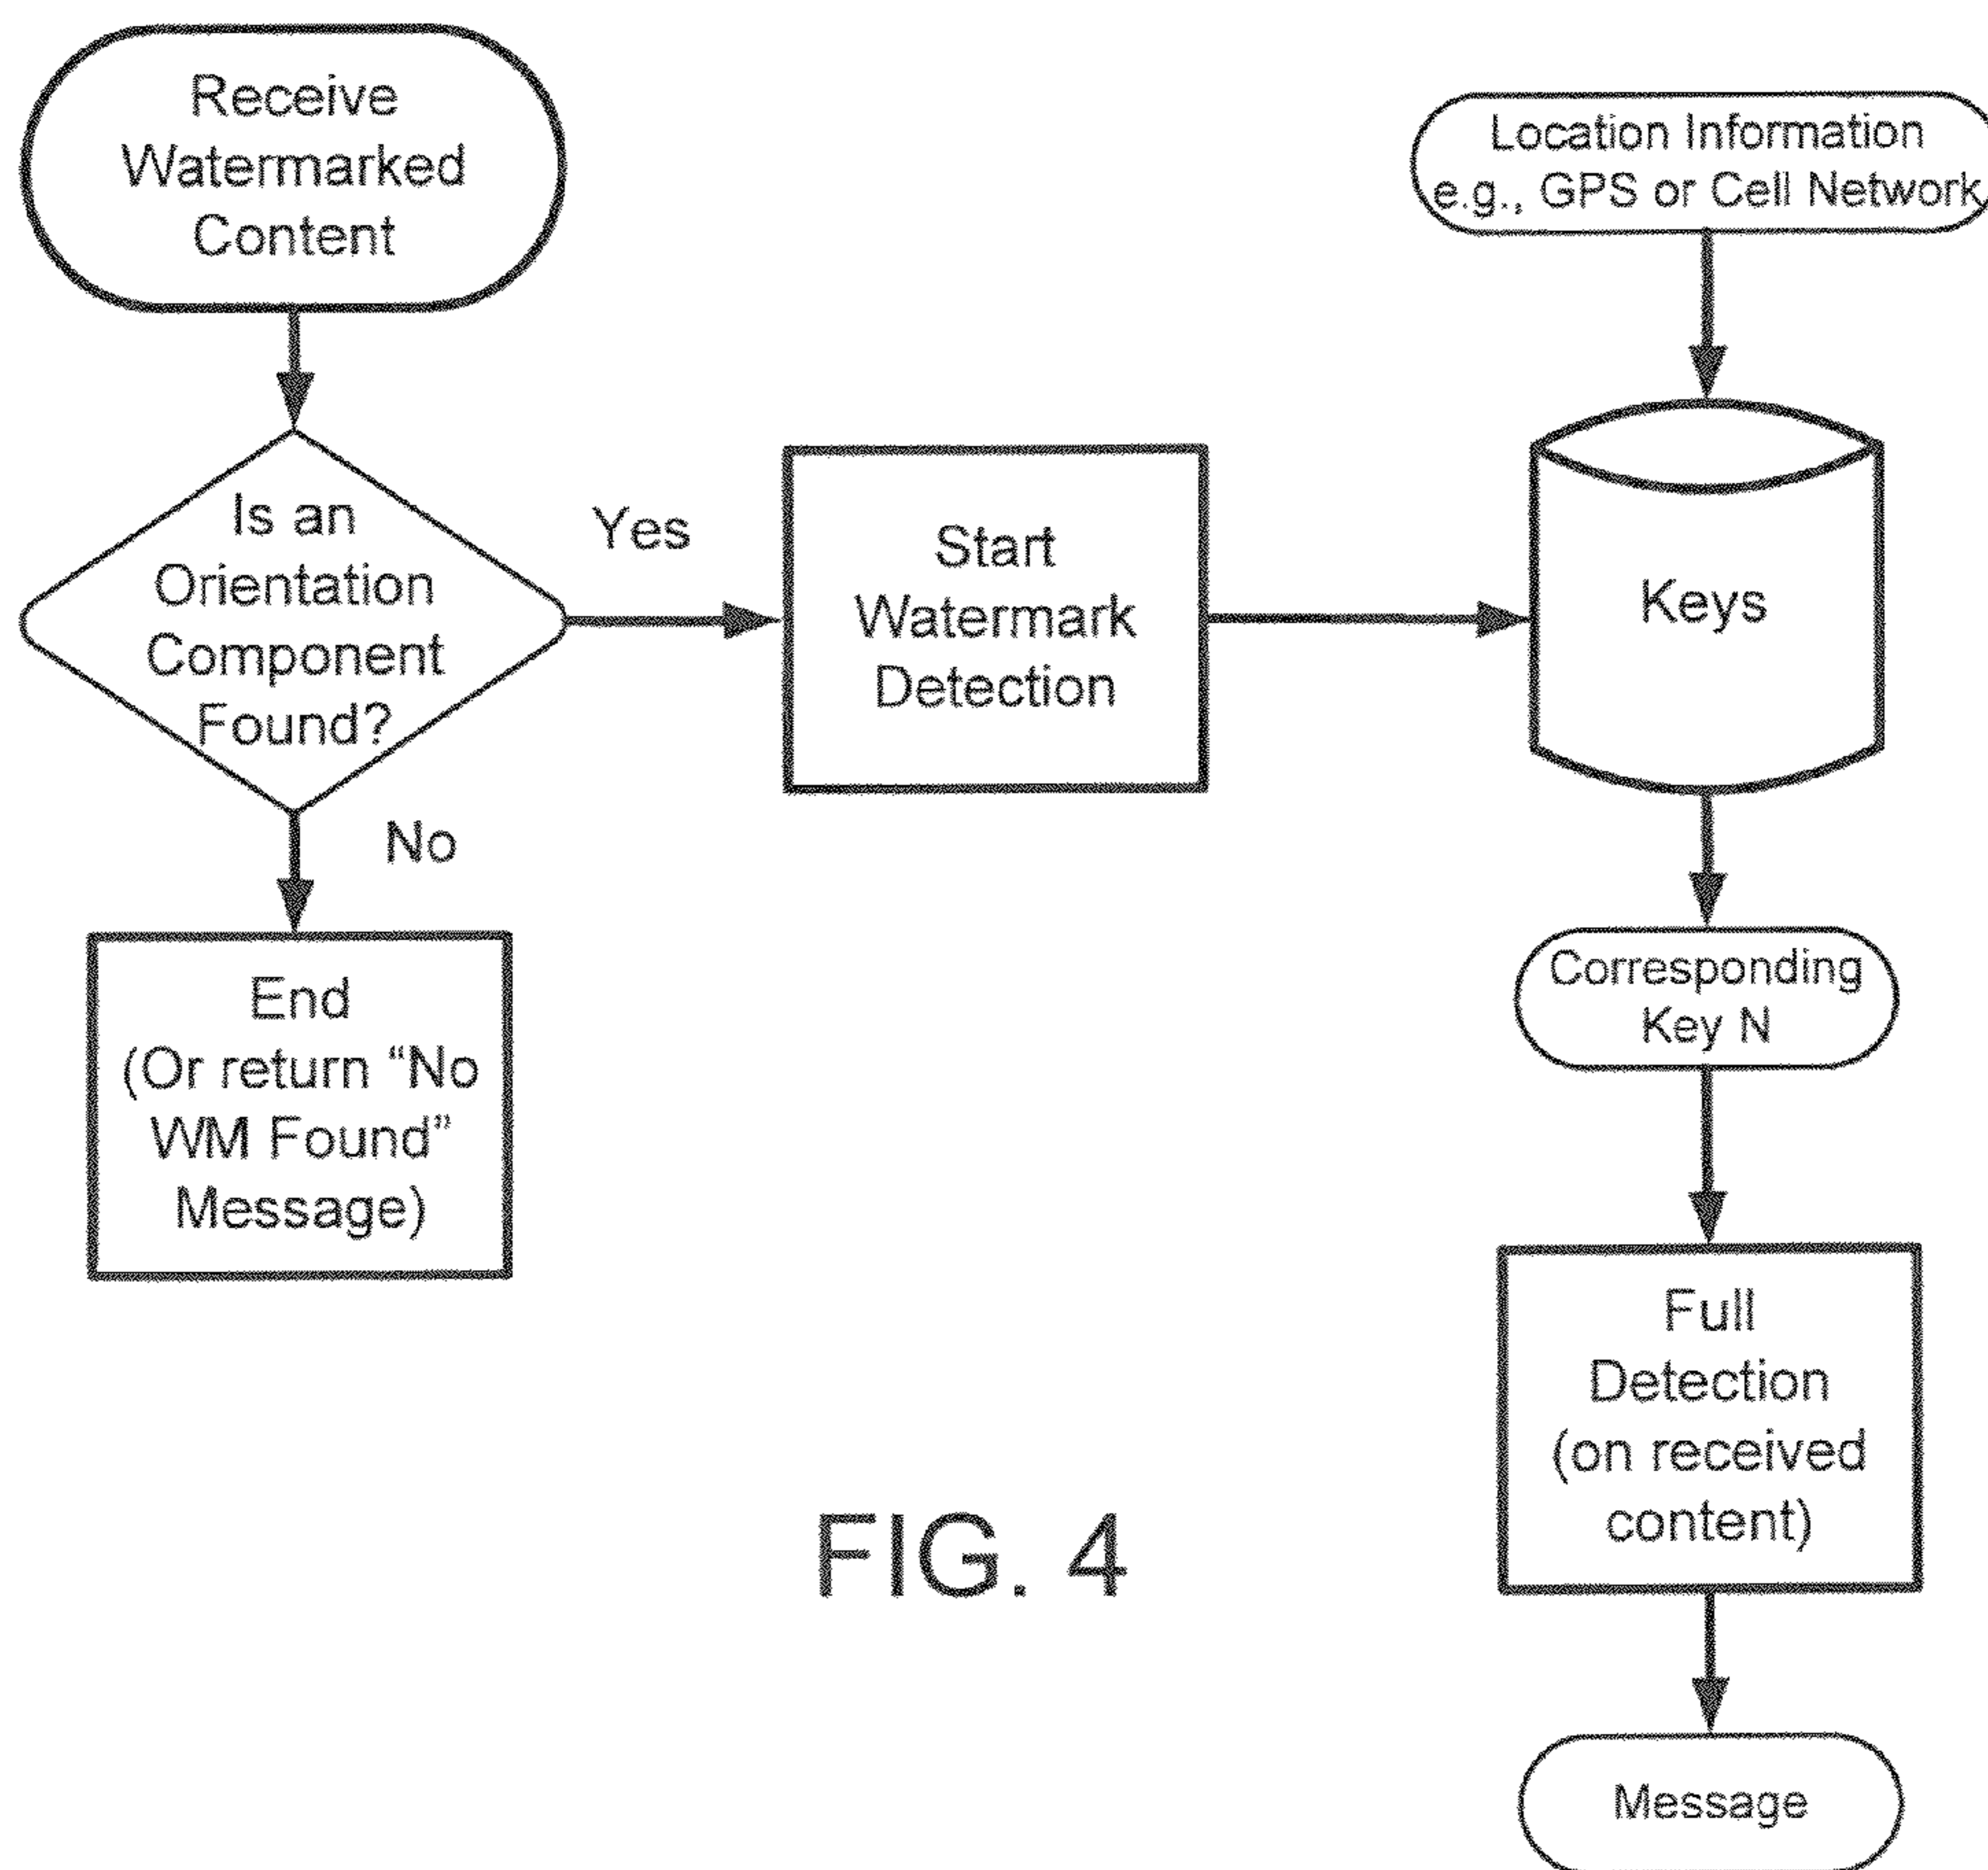 Receive
Watermarked
Content
Is an
Orientation
Component
Found?
Yes
No
End
(Or return “No
WM Found”
Message)
Start
Watermark
Detection
Location Information
e.g., GPS or Cell Network
Keys
Corresponding
Key N
Full
Detection
(on received
content)
Message
FIG. 4